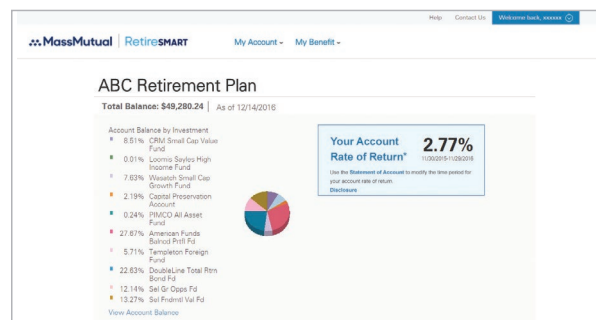 Help Contact Us Welcome back, xxxxxx
MassMutual | RetireSMART My Account My Benefit
ABC Retirement Plan
Total Balance: $49,280.24 | As of 12/14/2016
Account Balance by Investment
8.51% CRM Small Cap Value
Fund
0.01% Loomis Sayles High
Income Fund
7.63% Wasatch Small Cap
Growth Fund
2.19% Capital Preservation
Account
0.24% PIMCO All Asset
Fund
27.67% American Funds
Balncd Prtfl Fd
5.71% Templeton Foreign
Fund
22.63% DoubleLine Total Rtrn
Bond Fd
12.14% Sel Gr Opps Fd
13.27% Sel Fndmtl Val Fd
View Account Balance
Your Account
Rate of Return*
2.77%
11/30/2015-11/29/2016
Use the Statement of Account to modify the time period for
your account rate of return.
Disclosure